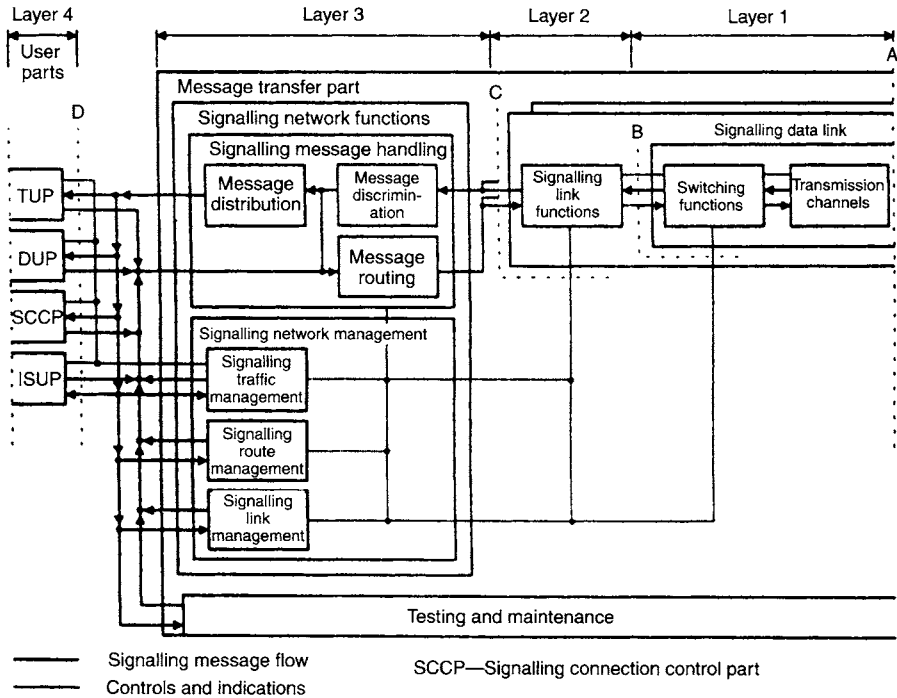 Layer 4
Layer 3
Layer 2
Layer 1
User
parts
A
Message transfer part
C
D
Signalling network functions
B
Signalling data link
Signalling message handling
TUP
Message
distribution
Message
discrimin-
ation
Signalling
link
functions
Switching
functions
Transmission
channels
DUP
Message
routing
SCCP
Signalling network management
ISUP
Signalling
traffic
management
Signalling
route
management
Signalling
link
management
Testing and maintenance
Signalling message flow
SCCP—Signalling connection control part
Controls and indications